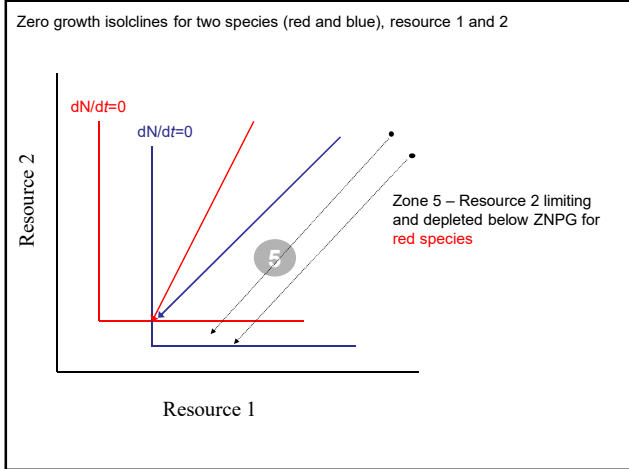 Zero growth isolclines for two species (red and blue), resource 1 and 2
dN/dt=0
dN/dt=0
Resource 2
5
Zone 5 – Resource 2 limiting
and depleted below ZNPG for
red species
Resource 1